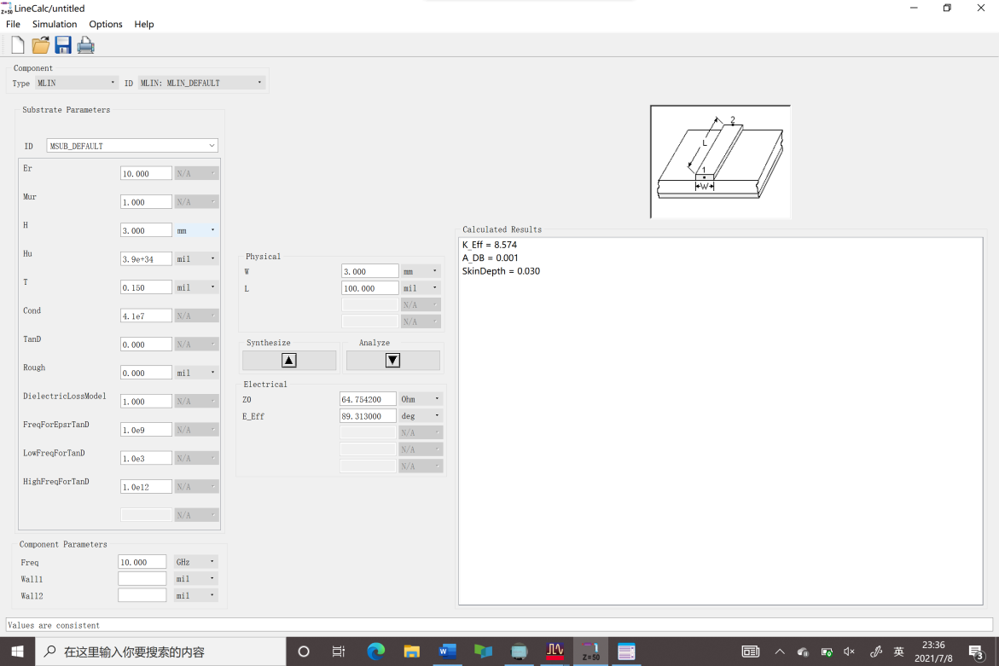 LineCalc/untitled
File Simulation Options Help
Component
Type MLIN ID MLIN: MLIN_DEFAULT
Substrate Parameters
ID MSUB_DEFAULT
Er 10.000 N/A
Mur 1.000 N/A
H 3.000 mm
Hu 3.9e+34 mil
T 0.150 mil
Cond 4.1e7 N/A
TanD 0.000 N/A
Rough 0.000 mil
DielectricLossModel 1.000 N/A
FreqForEpsrTanD 1.0e9 N/A
LowFreqForTanD 1.0e3 N/A
HighFreqForTanD 1.0e12 N/A
N/A
Component Parameters
Freq 10.000 GHz
Wall1 mil
Wall2 mil
Physical
W 3.000 mm
L 100.000 mil
N/A
N/A
Synthesize Analyze
Electrical
Z0 64.754200 Ohm
E_Eff 89.313000 deg
N/A
N/A
N/A
2
L
1
W
Calculated Results
K_Eff = 8.574
A_DB = 0.001
SkinDepth = 0.030
Values are consistent
在这里输入你要搜索的内容
Z=50
英
23:36
2021/7/8
3